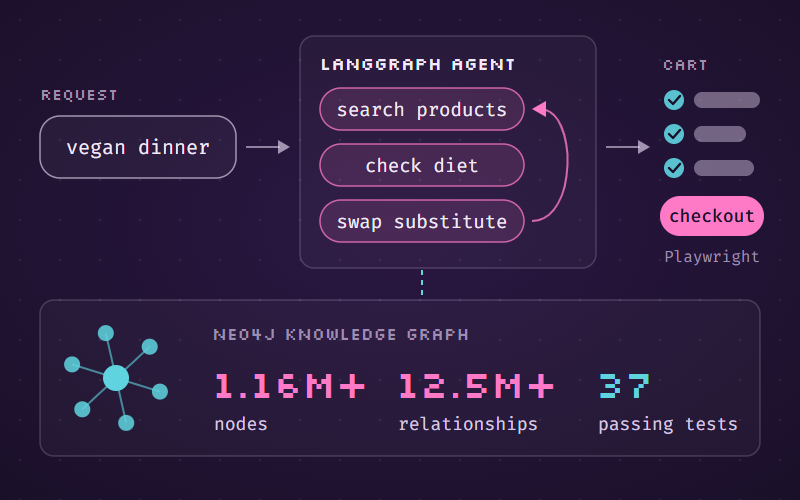 REQUEST
vegan dinner
LANGGRAPH AGENT
search products
check diet
swap substitute
CART
checkout
Playwright
NEO4J KNOWLEDGE GRAPH
1.16M+
nodes
12.5M+
relationships
37
passing tests